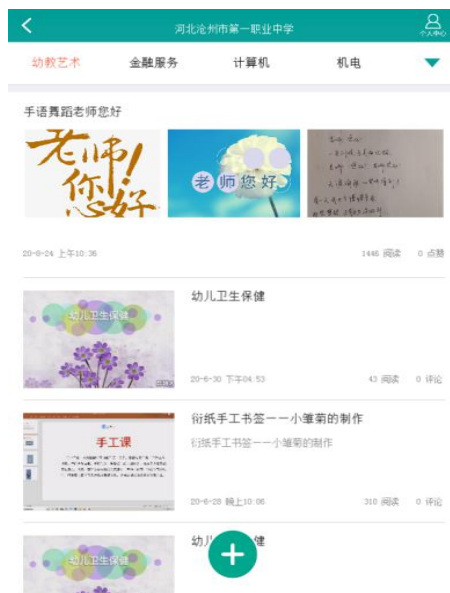 河北沧州市第一职业中学
个人中心
幼教艺术 金融服务 计算机 机电
手语舞蹈老师您好
老师/
您好
老师您好
20-8-24 上午10:36 1446 阅读 0 点赞
幼儿卫生保健
幼儿卫生保健
20-6-30 下午04:53 43 阅读 0 评论
衍纸手工书签——小雏菊的制作
手工课
衍纸手工书签——小雏菊的制作
20-6-28 晚上10:06 310 阅读 0 评论
幼儿
健
幼儿卫生保健